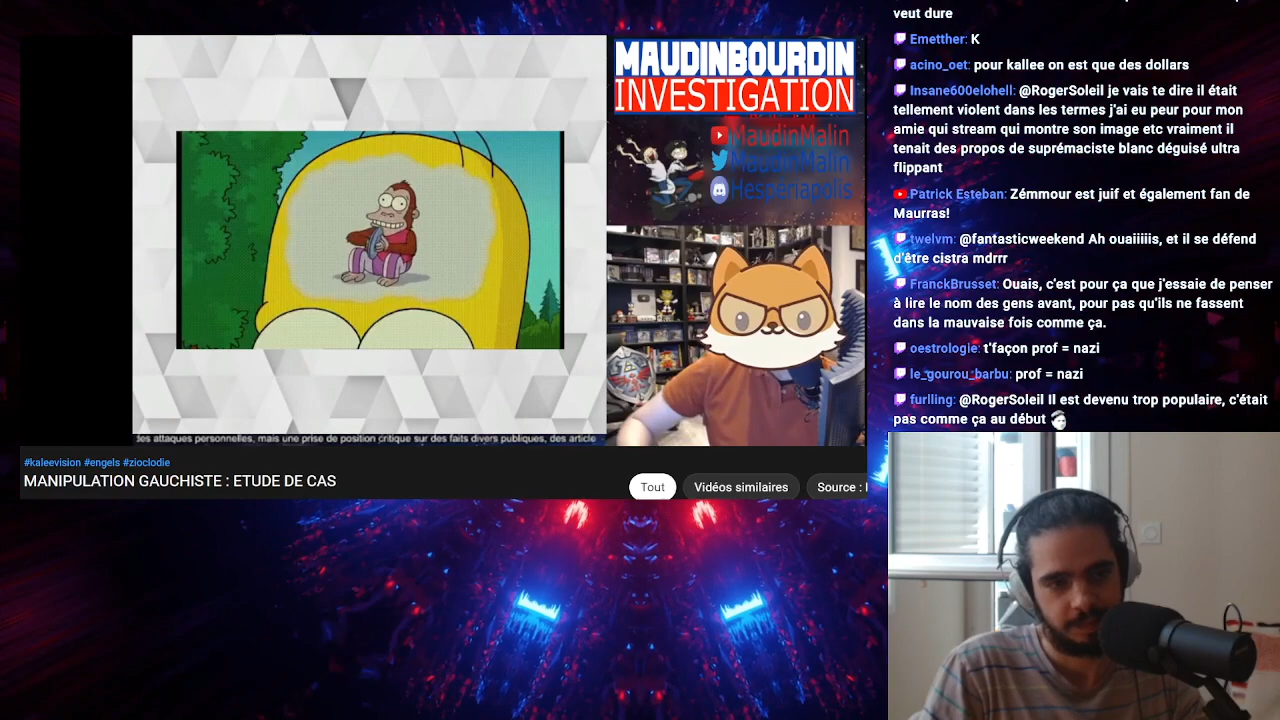 MAUDINBOURDIN
INVESTIGATION
MaudinMalin
MaudinMalin
Hespériapolis
des attaques personnelles, mais une prise de position critique sur des faits divers publiques, des article
#kaleevision #engels #zioclodie
MANIPULATION GAUCHISTE : ETUDE DE CAS
Tout
Vidéos similaires
Source :
veut dure
Emetther: K
acino_oet: pour kallee on est que des dollars
Insane600elohell: @RogerSoleil je vais te dire il était
tellement violent dans les termes j'ai eu peur pour mon
amie qui stream qui montre son image etc vraiment il
tenait des propos de suprémaciste blanc déguisé ultra
flippant
Patrick Esteban: Zémmour est juif et également fan de
Maurras!
twelvm: @fantasticweekend Ah ouaiiiiis, et il se défend
d'être cistra mdrrr
FranckBrusset: Ouais, c'est pour ça que j'essaie de penser
à lire le nom des gens avant, pour pas qu'ils ne fassent
dans la mauvaise fois comme ça.
oestrologie: t'façon prof = nazi
le_gourou_barbu: prof = nazi
furlling: @RogerSoleil Il est devenu trop populaire, c'était
pas comme ça au début